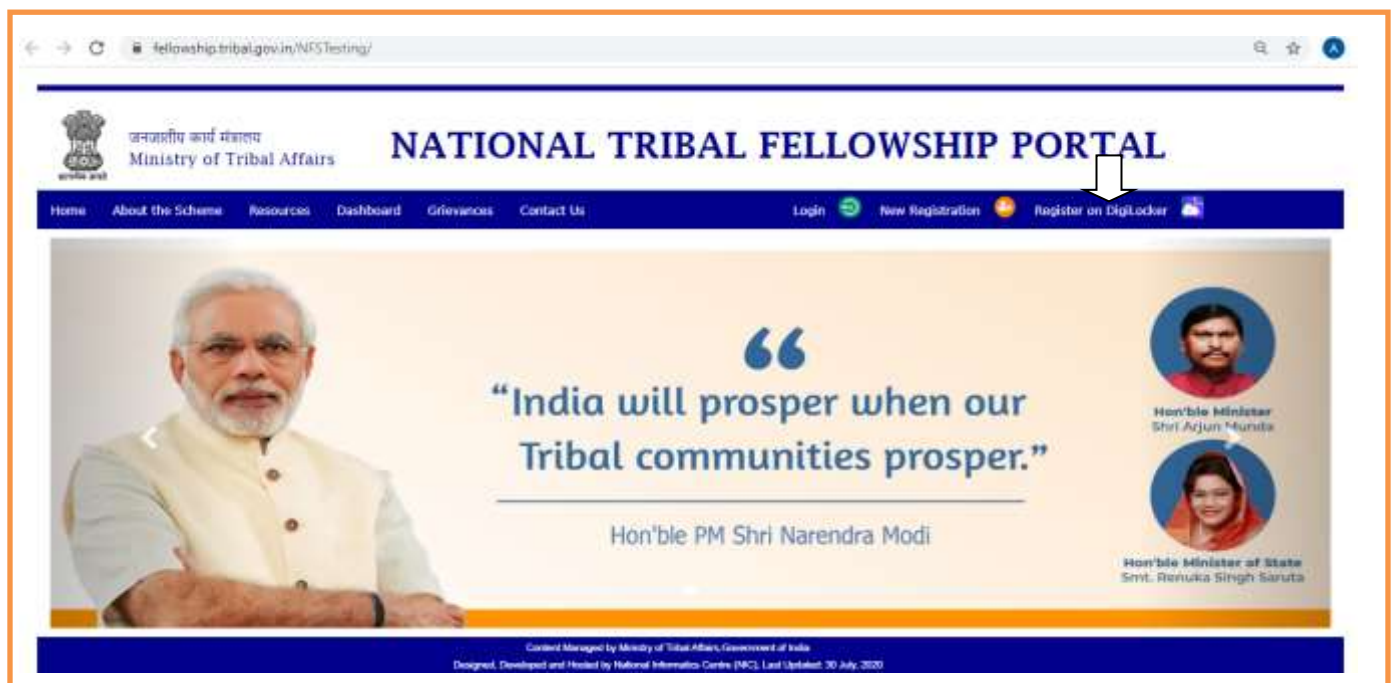 fellowship.tribal.gov.in/NFSTesting/
A
जनजातीय कार्य मंत्रालय
Ministry of Tribal Affairs
NATIONAL TRIBAL FELLOWSHIP PORTAL
सत्यमेव जयते
Home About the Scheme Resources Dashboard Grievances Contact Us Login New Registration Register on DigiLocker
“India will prosper when our
Tribal communities prosper.”
Hon'ble PM Shri Narendra Modi
Hon'ble Minister
Shri Arjun Munda
Hon'ble Minister of State
Smt. Renuka Singh Saruta
Content Managed by Ministry of Tribal Affairs, Government of India
Designed, Developed and Hosted by National Informatics Centre (NIC), Last Updated: 30 July, 2020